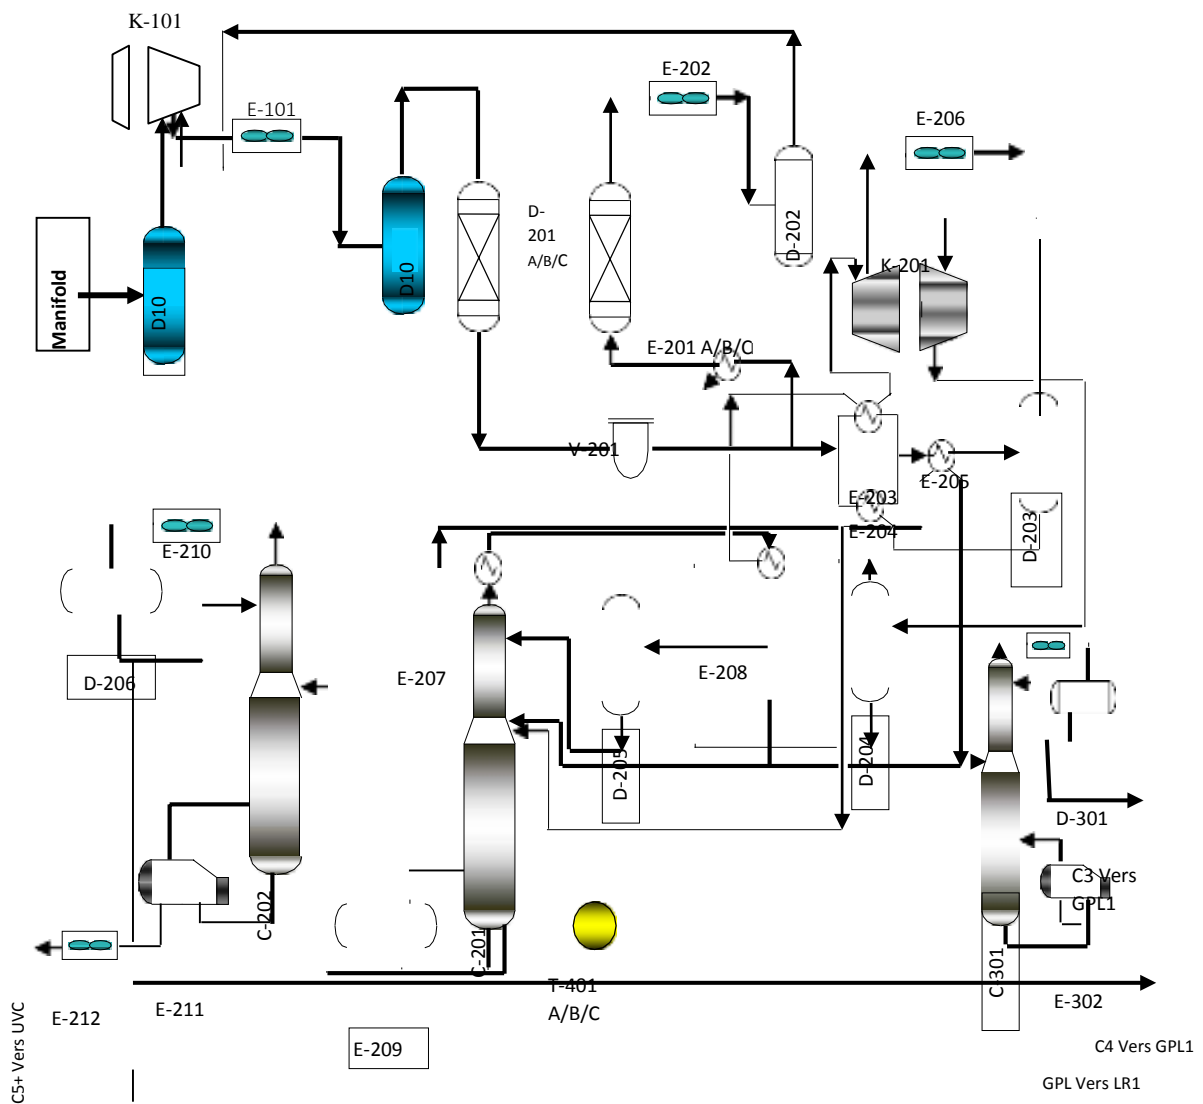 K-101
E-202
E-101
E-206
D-
201
A/B/C
D-202
K-201
Manifold
D10
D10
E-201 A/B/C
V-201
E-205
E-203
E-204
D-203
E-210
D-206
E-207
E-208
D-205
D-204
D-301
C3 Vers
GPL1
C-202
C-201
C-301
T-401
A/B/C
E-302
E-211
E-212
E-209
C5+ Vers UVC
C4 Vers GPL1
GPL Vers LR1